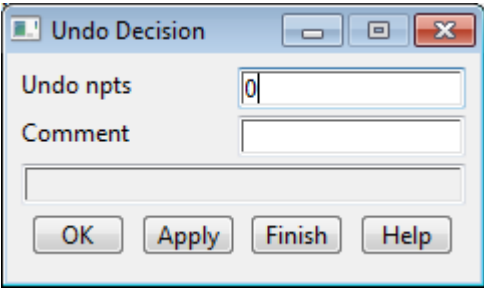 Undo Decision
Undo npts 0
Comment
OK Apply Finish Help